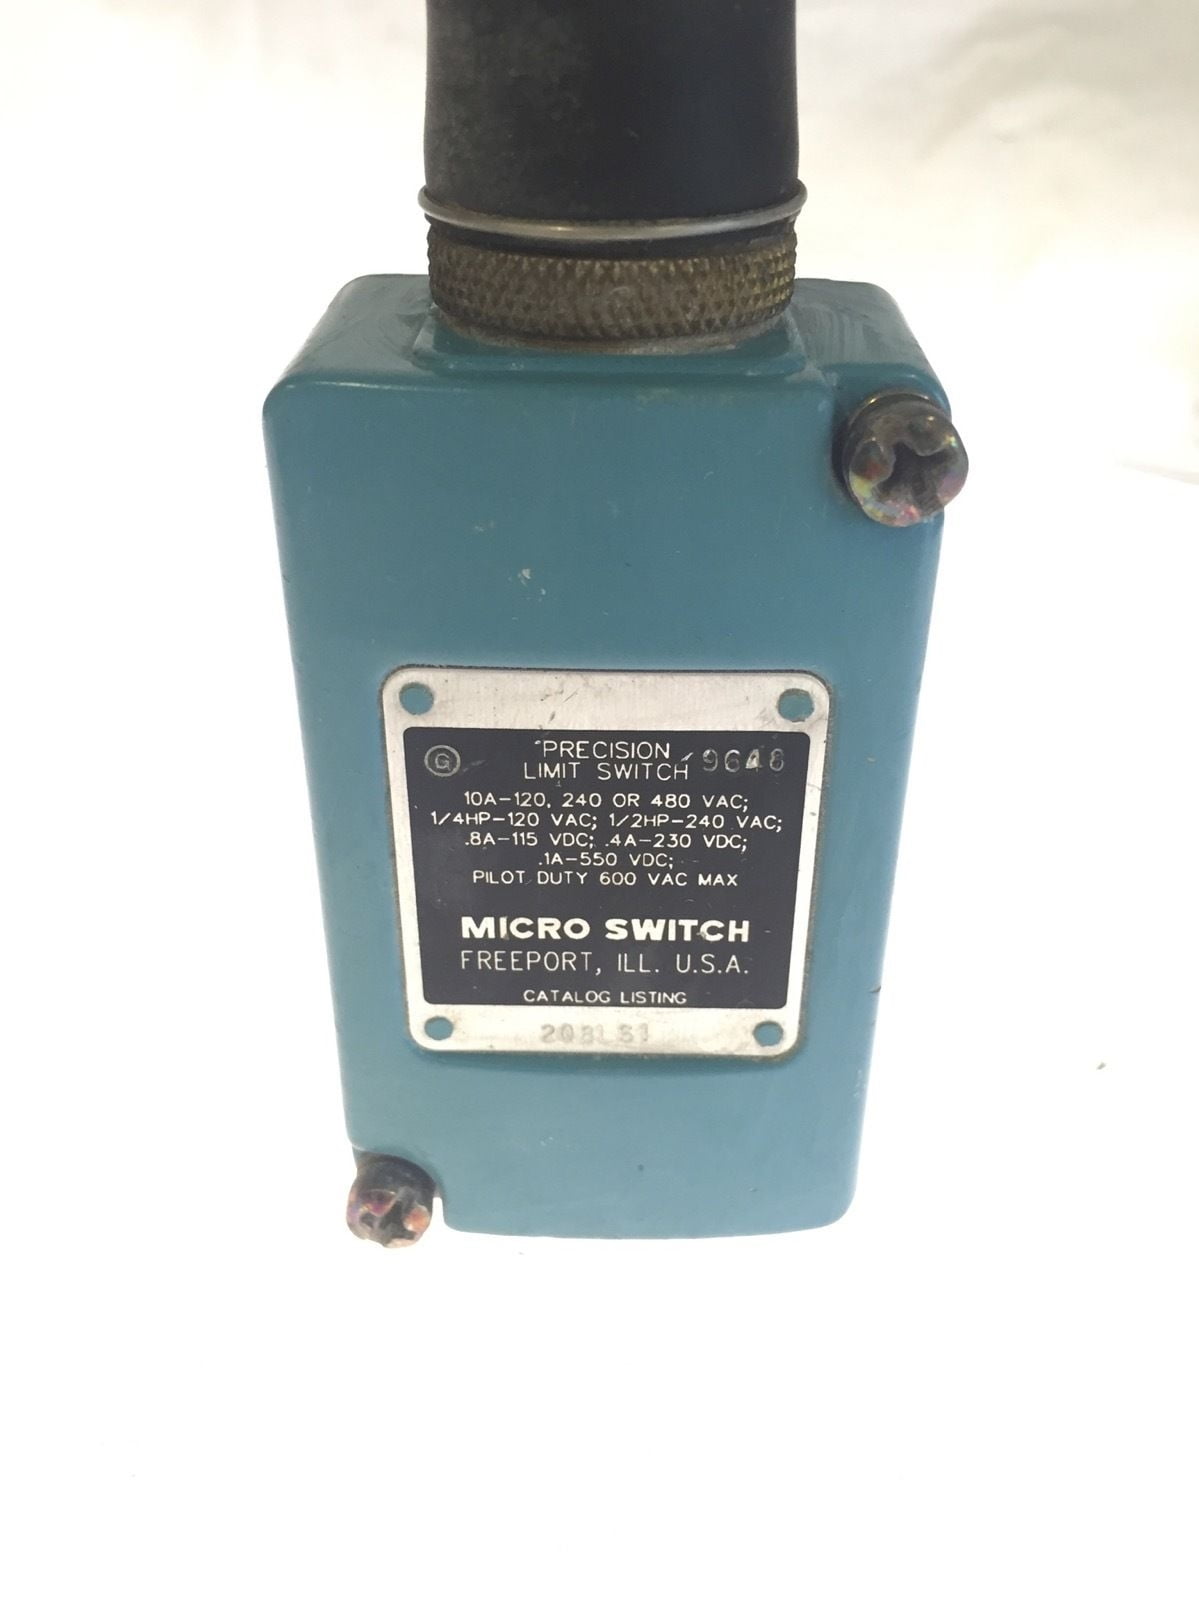 G
PRECISION
LIMIT SWITCH 9648
10A-120, 240 OR 480 VAC;
1/4HP-120 VAC; 1/2HP-240 VAC;
.8A-115 VDC; .4A-230 VDC;
.1A-550 VDC;
PILOT DUTY 600 VAC MAX
MICRO SWITCH
FREEPORT, ILL. U.S.A.
CATALOG LISTING